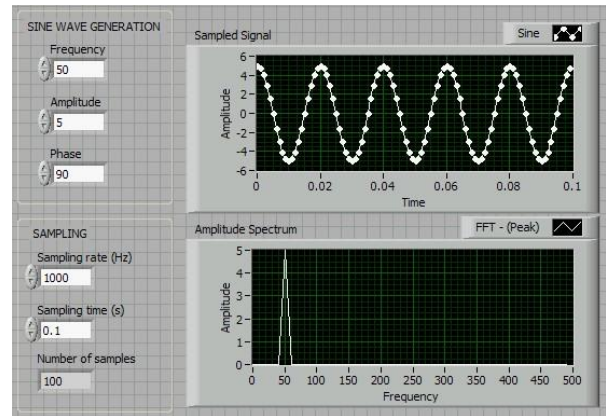 SINE WAVE GENERATION
Frequency
50
Amplitude
5
Phase
90
SAMPLING
Sampling rate (Hz)
1000
Sampling time (s)
0.1
Number of samples
100
Sampled Signal
Sine
Amplitude
6
4
2
0
-2
-4
-6
0 0.02 0.04 0.06 0.08 0.1
Time
Amplitude Spectrum
FFT - (Peak)
Amplitude
5
4
3
2
1
0
0 50 100 150 200 250 300 350 400 450 500
Frequency